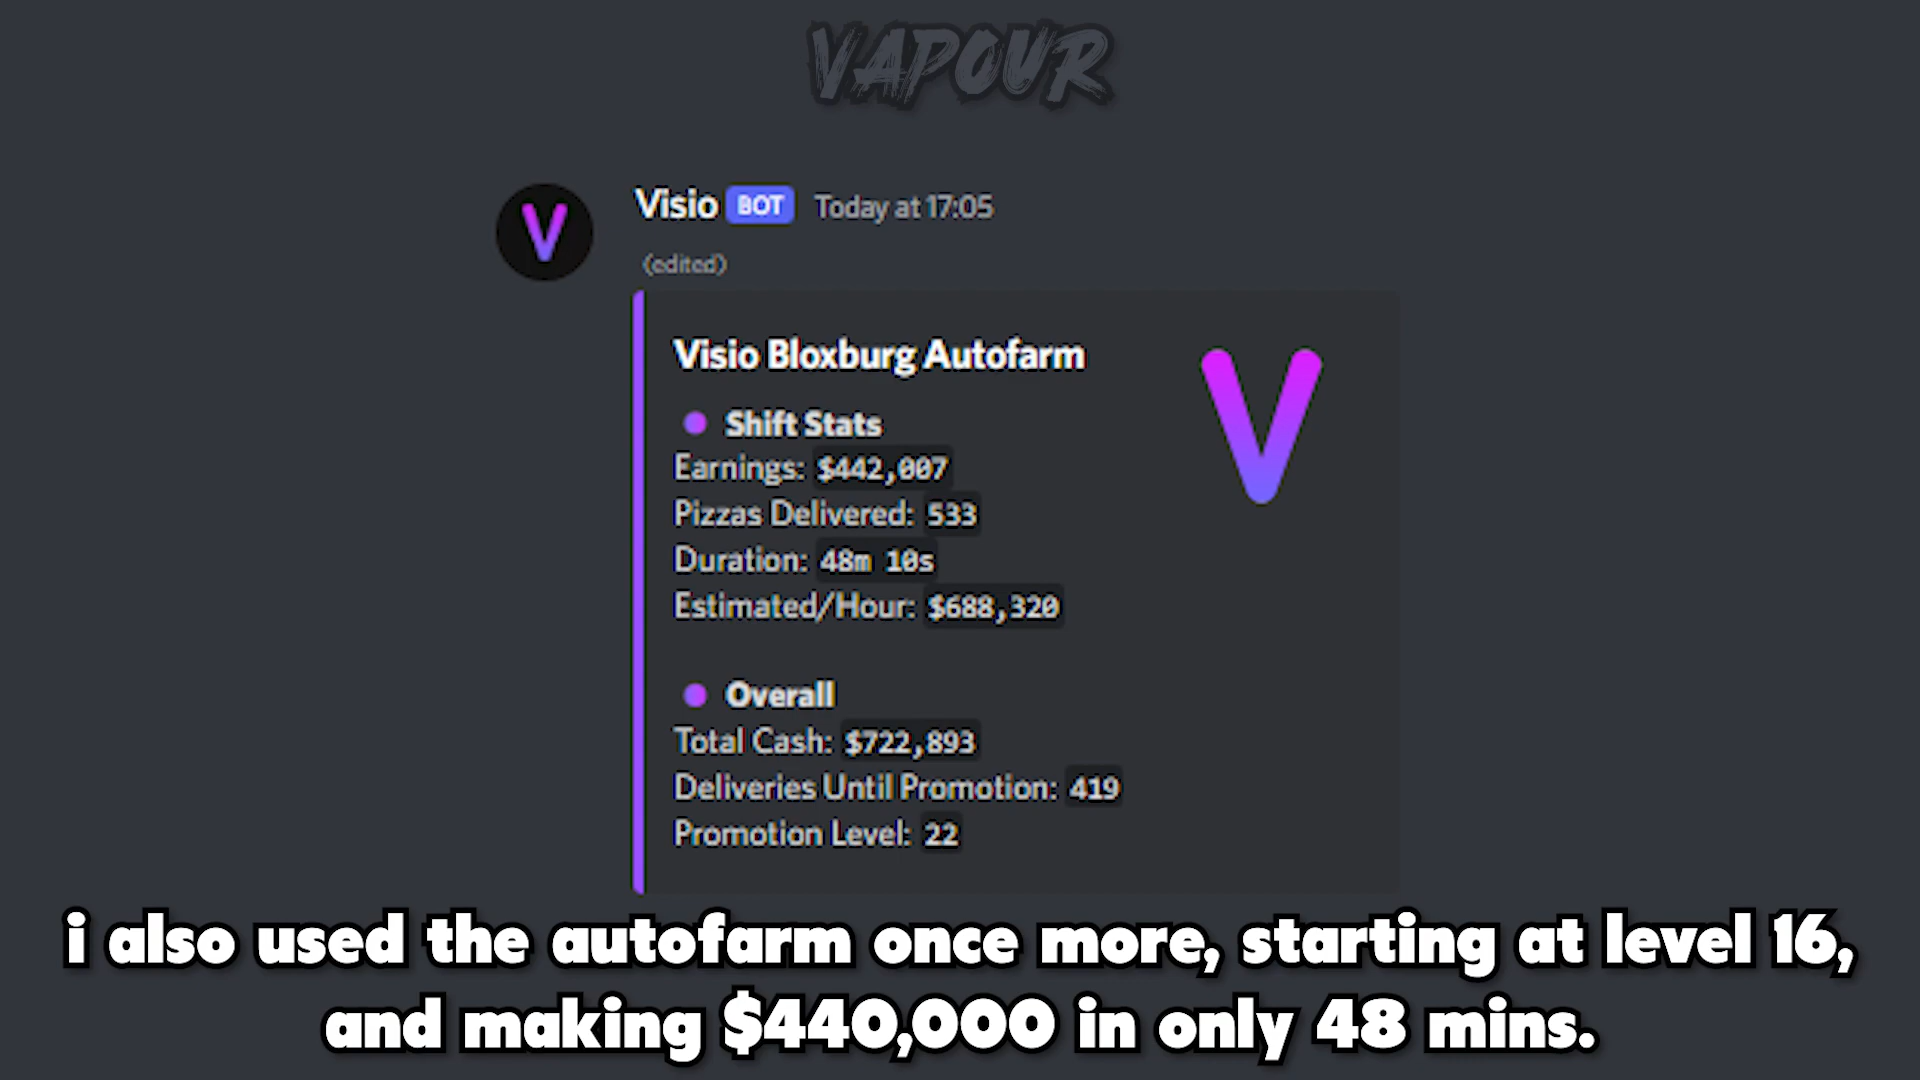 VAPOUR
V
Visio BOT Today at 17:05
(edited)
Visio Bloxburg Autofarm
V
Shift Stats
Earnings: $442,007
Pizzas Delivered: 533
Duration: 48m 10s
Estimated/Hour: $688,320
Overall
Total Cash: $722,893
Deliveries Until Promotion: 419
Promotion Level: 22
i also used the autofarm once more, starting at level 16,
and making $440,000 in only 48 mins.